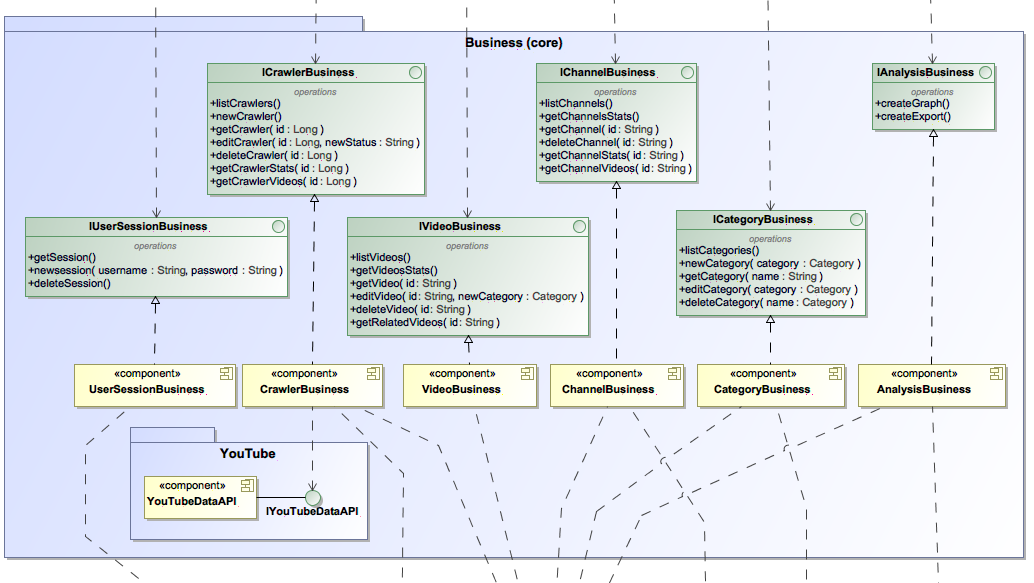 Business (core)
ICrawlerBusiness
operations
+listCrawlers()
+newCrawler()
+getCrawler( id : Long )
+editCrawler( id : Long, newStatus : String )
+deleteCrawler( id : Long )
+getCrawlerStats( id : Long )
+getCrawlerVideos( id : Long )
IChannelBusiness
operations
+listChannels()
+getChannelsStats()
+getChannel( id : String )
+deleteChannel( id : String )
+getChannelStats( id : String )
+getChannelVideos( id : String )
IAnalysisBusiness
operations
+createGraph()
+createExport()
IUserSessionBusiness
operations
+getSession()
+newsession( username : String, password : String )
+deleteSession()
IVideoBusiness
operations
+listVideos()
+getVideosStats()
+getVideo( id : String )
+editVideo( id : String, newCategory : Category )
+deleteVideo( id : String )
+getRelatedVideos( id : String )
ICategoryBusiness
operations
+listCategories()
+newCategory( category : Category )
+getCategory( name : String )
+editCategory( category : Category )
+deleteCategory( name : Category )
«component»
UserSessionBusiness
«component»
CrawlerBusiness
«component»
VideoBusiness
«component»
ChannelBusiness
«component»
CategoryBusiness
«component»
AnalysisBusiness
YouTube
«component»
YouTubeDataAPI
IYouTubeDataAPI